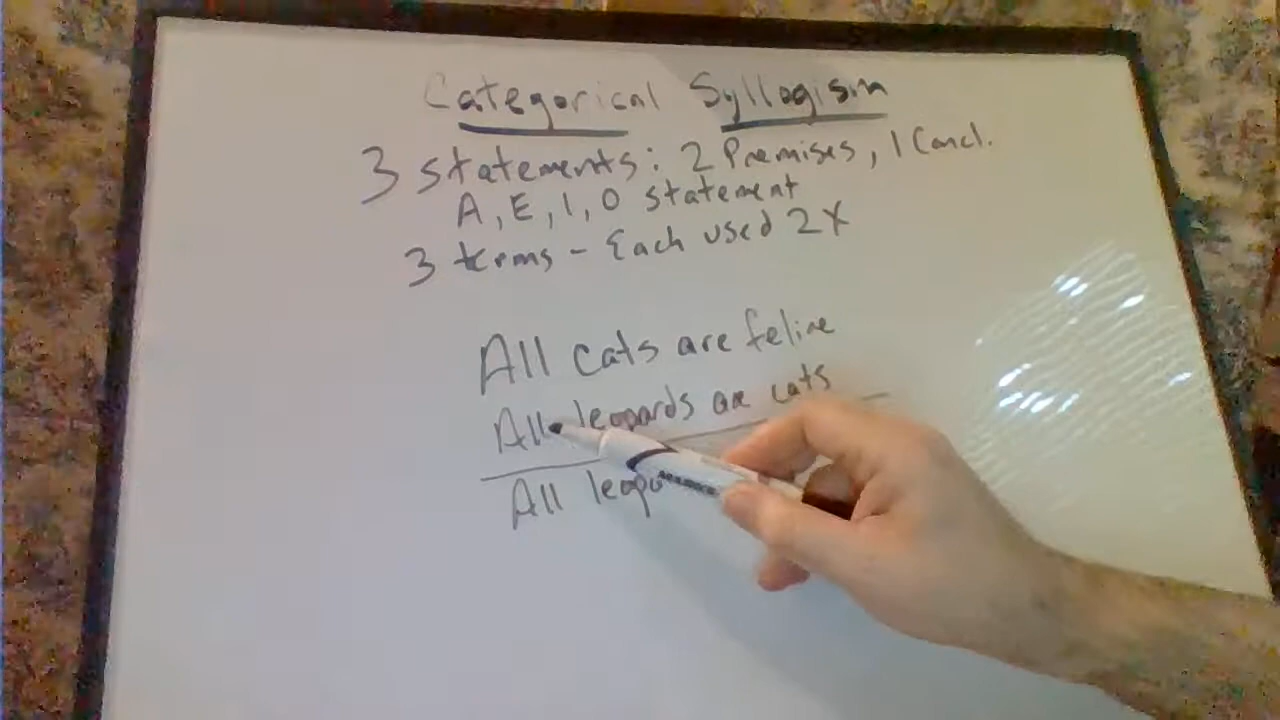 Categorical Syllogism
3 statements: 2 Premises, 1 Concl.
A, E, I, O statement
3 terms - Each used 2X
All cats are feline
All leopards are cats
All leopa